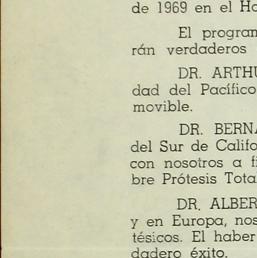 de 1969 en el Ho
El program
rán verdaderos
DR. ARTHU
dad del Pacífico
movible.
DR. BERNA
del Sur de Califo
con nosotros a fi
bre Prótesis Tota
DR. ALBER
y en Europa, nos
tésicos. El haber
dadero éxito.